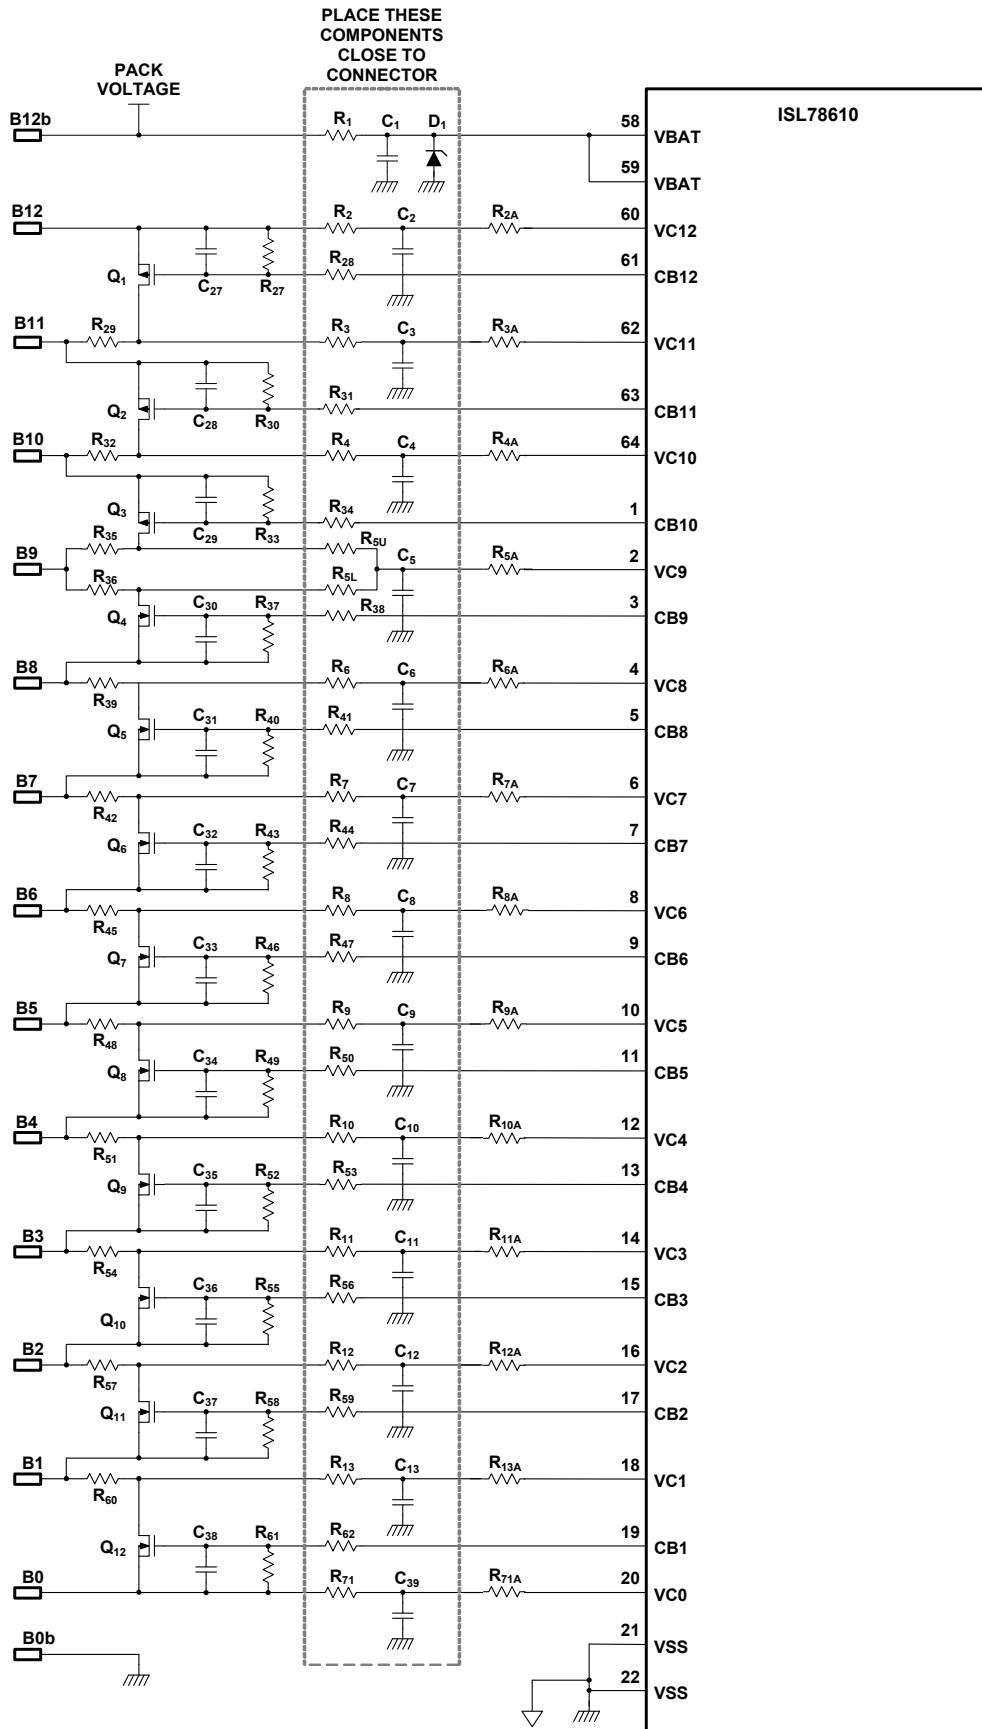 PLACE THESE
COMPONENTS
CLOSE TO
CONNECTOR
PACK
VOLTAGE
ISL78610
B12b R1 C1 D1 58 VBAT
59 VBAT
B12 R2 C2 R2A 60 VC12
Q1 C27 R27 R28 61 CB12
B11 R29 R3 C3 R3A 62 VC11
Q2 C28 R30 R31 63 CB11
B10 R32 R4 C4 R4A 64 VC10
Q3 C29 R33 R34 1 CB10
B9 R35 R5U C5 R5A 2 VC9
R36 R5L
Q4 C30 R37 R38 3 CB9
B8 R39 R6 C6 R6A 4 VC8
Q5 C31 R40 R41 5 CB8
B7 R42 R7 C7 R7A 6 VC7
Q6 C32 R43 R44 7 CB7
B6 R45 R8 C8 R8A 8 VC6
Q7 C33 R46 R47 9 CB6
B5 R48 R9 C9 R9A 10 VC5
Q8 C34 R49 R50 11 CB5
B4 R51 R10 C10 R10A 12 VC4
Q9 C35 R52 R53 13 CB4
B3 R54 R11 C11 R11A 14 VC3
Q10 C36 R55 R56 15 CB3
B2 R57 R12 C12 R12A 16 VC2
Q11 C37 R58 R59 17 CB2
B1 R60 R13 C13 R13A 18 VC1
Q12 C38 R61 R62 19 CB1
B0 R71 C39 R71A 20 VC0
B0b 21 VSS
22 VSS